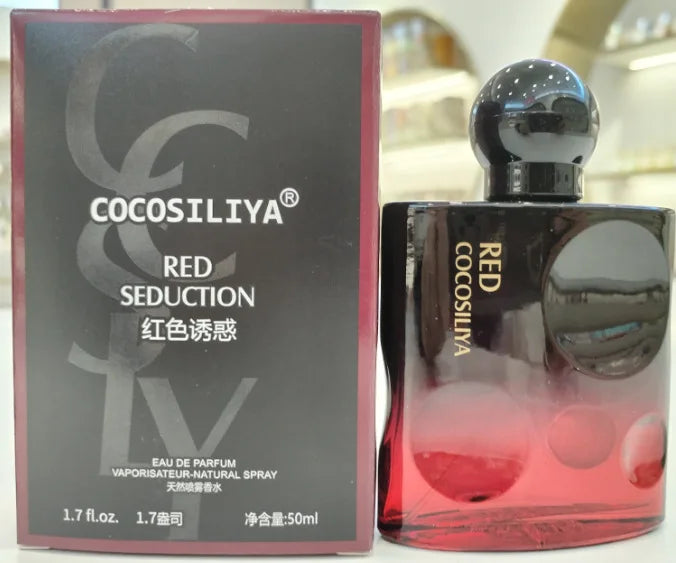 COCOSILIYA®
RED
SEDUCTION
红色诱惑
EAU DE PARFUM
VAPORISATEUR-NATURAL SPRAY
天然喷雾香水
1.7 fl.oz. 1.7盎司 净含量:50ml
RED
COCOSILIYA